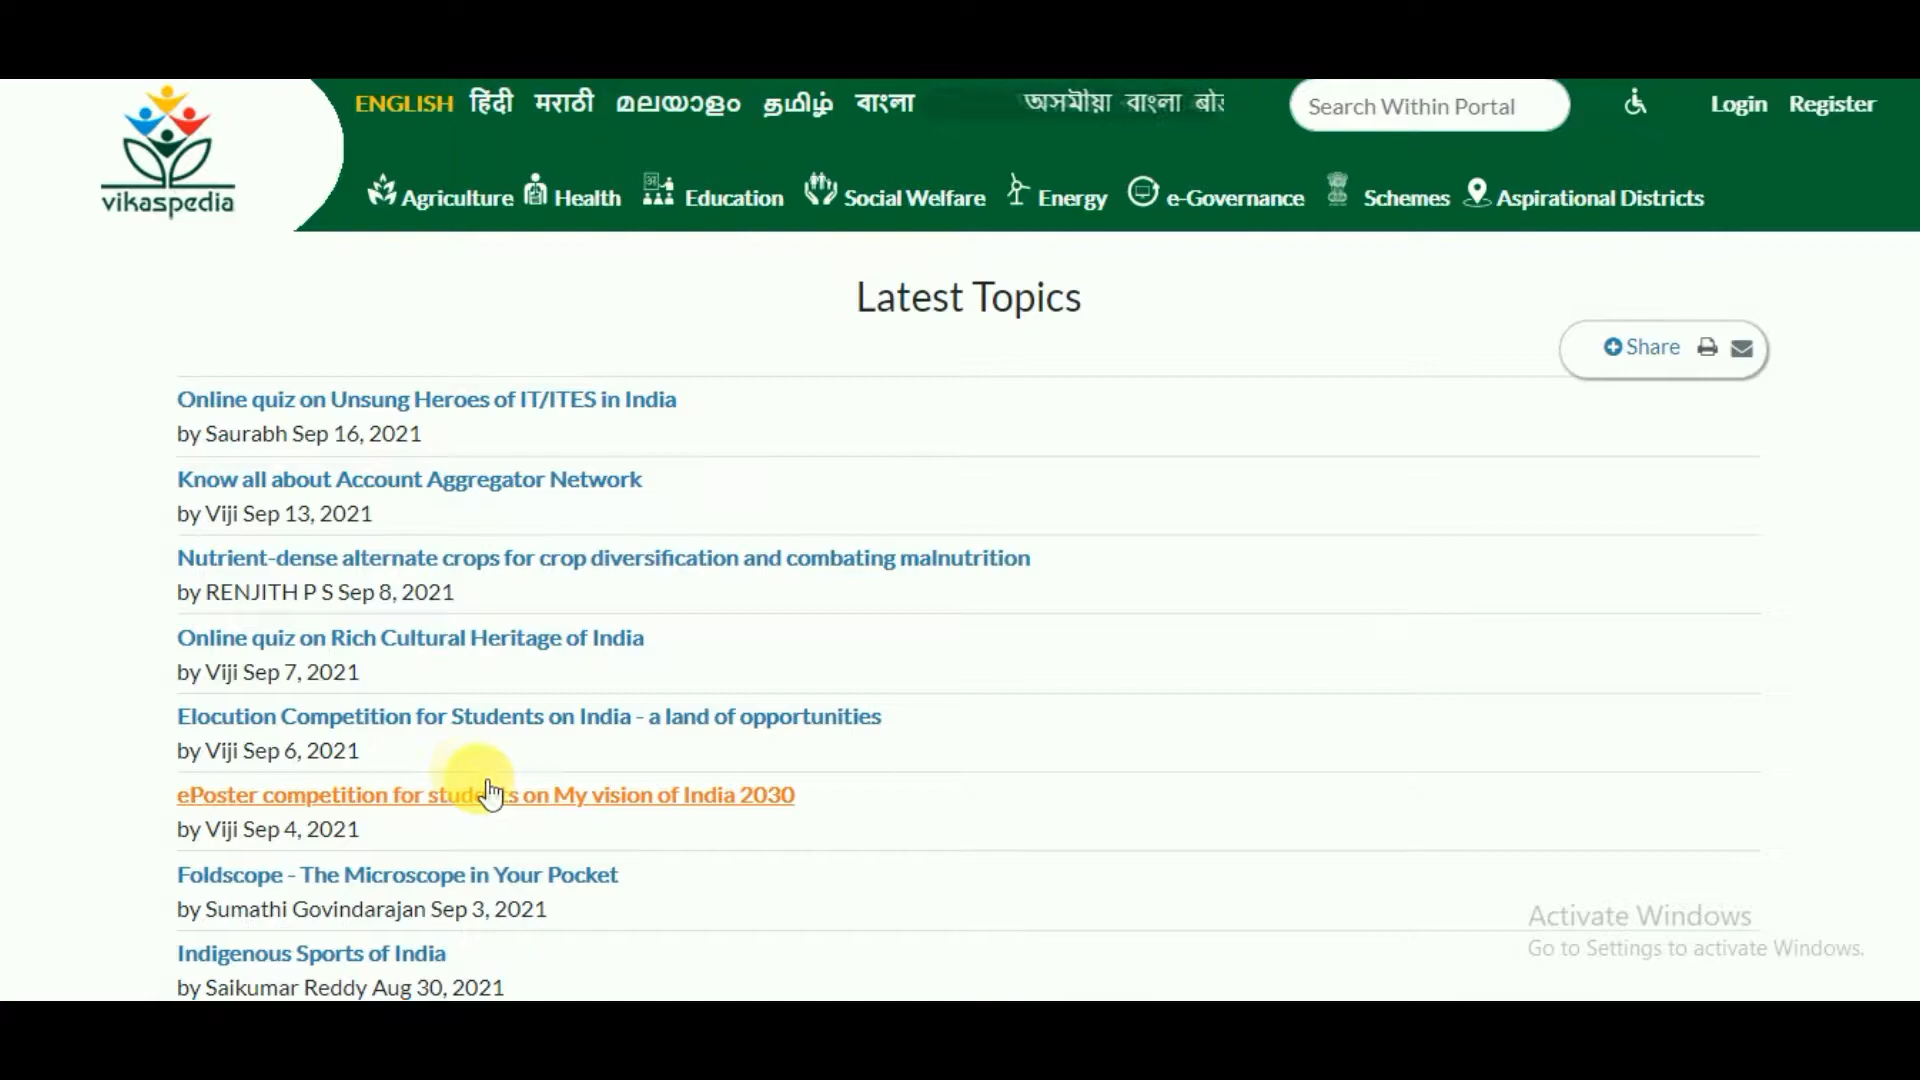 vikaspedia
ENGLISH हिंदी मराठी മലയാളം தமிழ் বাংলা অসমীয়া বাংলা
Search Within Portal
Login Register
Agriculture Health Education Social Welfare Energy e-Governance Schemes Aspirational Districts
Latest Topics
Share
Online quiz on Unsung Heroes of IT/ITES in India
by Saurabh Sep 16, 2021
Know all about Account Aggregator Network
by Viji Sep 13, 2021
Nutrient-dense alternate crops for crop diversification and combating malnutrition
by RENJITH P S Sep 8, 2021
Online quiz on Rich Cultural Heritage of India
by Viji Sep 7, 2021
Elocution Competition for Students on India - a land of opportunities
by Viji Sep 6, 2021
ePoster competition for students on My vision of India 2030
by Viji Sep 4, 2021
Foldscope - The Microscope in Your Pocket
by Sumathi Govindarajan Sep 3, 2021
Indigenous Sports of India
by Saikumar Reddy Aug 30, 2021
Activate Windows
Go to Settings to activate Windows.